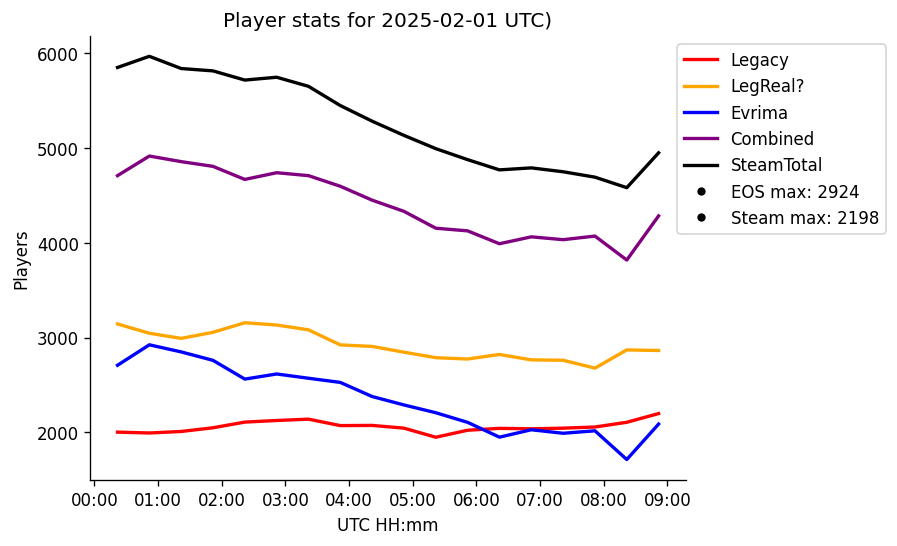 Player stats for 2025-02-01 UTC)
6000
5000
4000
3000
2000
Players
00:00 01:00 02:00 03:00 04:00 05:00 06:00 07:00 08:00 09:00
UTC HH:mm
Legacy
LegReal?
Evrima
Combined
SteamTotal
EOS max: 2924
Steam max: 2198